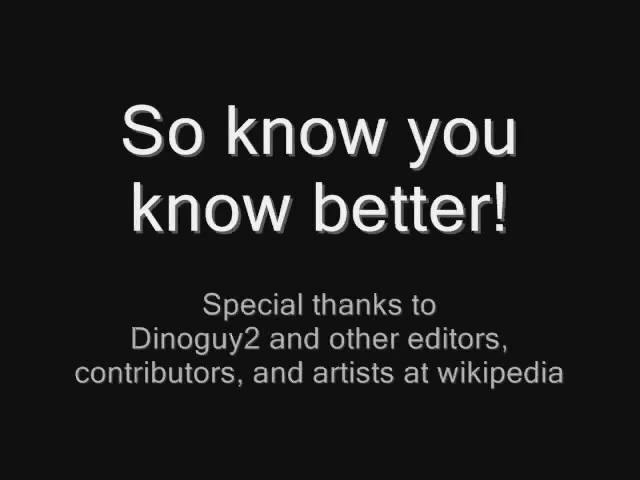 So know you
know better!
Special thanks to
Dinoguy2 and other editors,
contributors, and artists at wikipedia